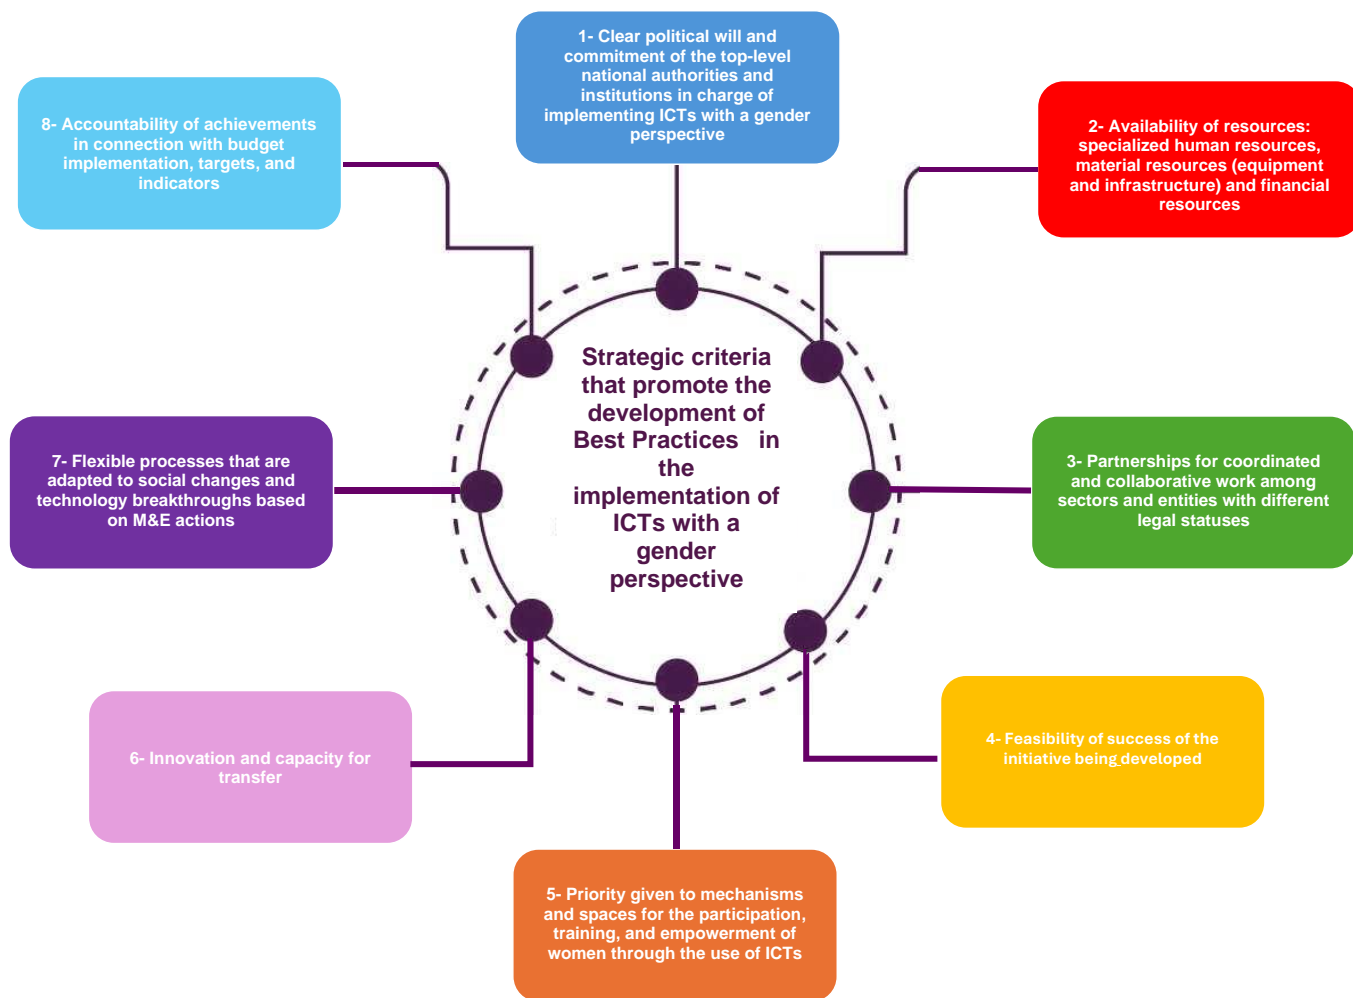 1- Clear political will and
commitment of the top-level
national authorities and
institutions in charge of
implementing ICTs with a gender
perspective
2- Availability of resources:
specialized human resources,
material resources (equipment
and infrastructure) and financial
resources
3- Partnerships for coordinated
and collaborative work among
sectors and entities with different
legal statuses
4- Feasibility of success of the
initiative being developed
5- Priority given to mechanisms
and spaces for the participation,
training, and empowerment of
women through the use of ICTs
6- Innovation and capacity for
transfer
7- Flexible processes that are
adapted to social changes and
technology breakthroughs based
on M&E actions
8- Accountability of achievements
in connection with budget
implementation, targets, and
indicators
Strategic criteria
that promote the
development of
Best Practices in
the
implementation of
ICTs with a
gender
perspective